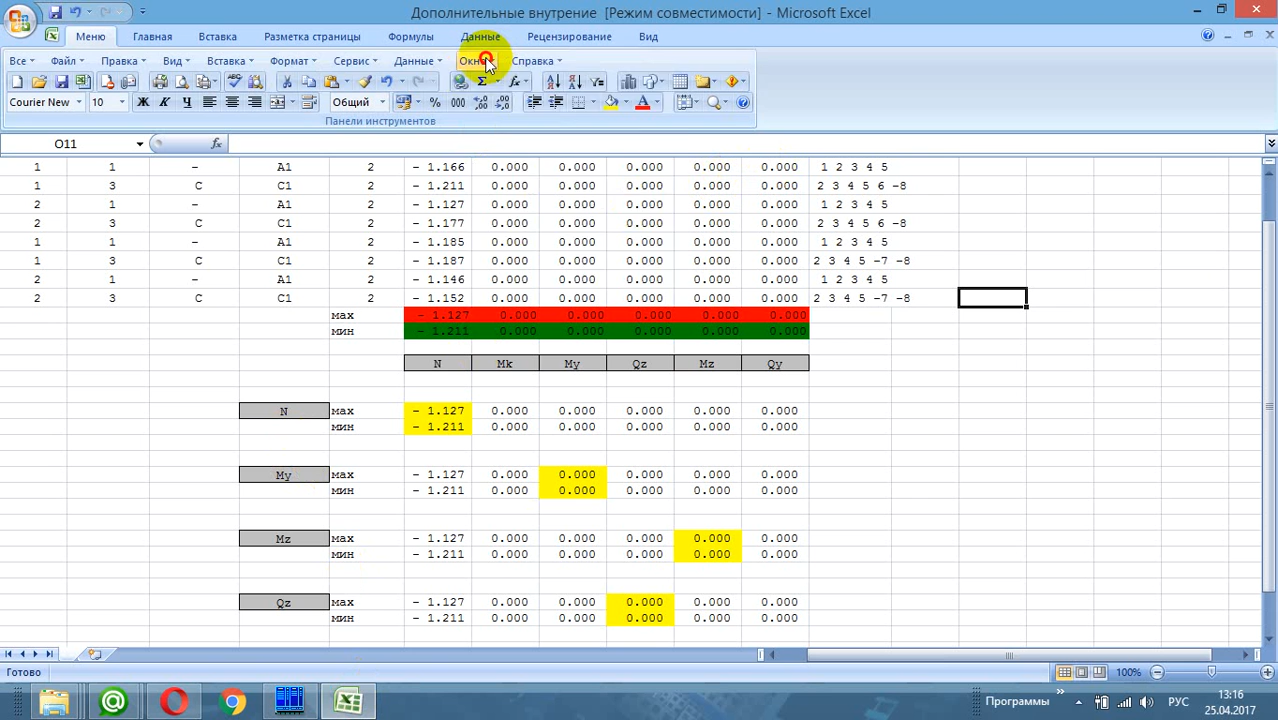 Дополнительные внутрение [Режим совместимости] - Microsoft Excel
Меню Главная Вставка Разметка страницы Формулы Данные Рецензирование Вид
Все Файл Правка Вид Вставка Формат Сервис Данные Окно Справка
Courier New 10 Ж К Ч Общий % 000
Панели инструментов
O11 fx
1 1 - A1 2 - 1.166 0.000 0.000 0.000 0.000 0.000 1 2 3 4 5
1 3 C C1 2 - 1.211 0.000 0.000 0.000 0.000 0.000 2 3 4 5 6 -8
2 1 - A1 2 - 1.127 0.000 0.000 0.000 0.000 0.000 1 2 3 4 5
2 3 C C1 2 - 1.177 0.000 0.000 0.000 0.000 0.000 2 3 4 5 6 -8
1 1 - A1 2 - 1.185 0.000 0.000 0.000 0.000 0.000 1 2 3 4 5
1 3 C C1 2 - 1.187 0.000 0.000 0.000 0.000 0.000 2 3 4 5 -7 -8
2 1 - A1 2 - 1.146 0.000 0.000 0.000 0.000 0.000 1 2 3 4 5
2 3 C C1 2 - 1.152 0.000 0.000 0.000 0.000 0.000 2 3 4 5 -7 -8
мах - 1.127 0.000 0.000 0.000 0.000 0.000
мин - 1.211 0.000 0.000 0.000 0.000 0.000
N Mk My Qz Mz Qy
N мах - 1.127 0.000 0.000 0.000 0.000 0.000
мин - 1.211 0.000 0.000 0.000 0.000 0.000
My мах - 1.127 0.000 0.000 0.000 0.000 0.000
мин - 1.211 0.000 0.000 0.000 0.000 0.000
Mz мах - 1.127 0.000 0.000 0.000 0.000 0.000
мин - 1.211 0.000 0.000 0.000 0.000 0.000
Qz мах - 1.127 0.000 0.000 0.000 0.000 0.000
мин - 1.211 0.000 0.000 0.000 0.000 0.000
Готово 100%
Программы РУС 13:16
25.04.2017